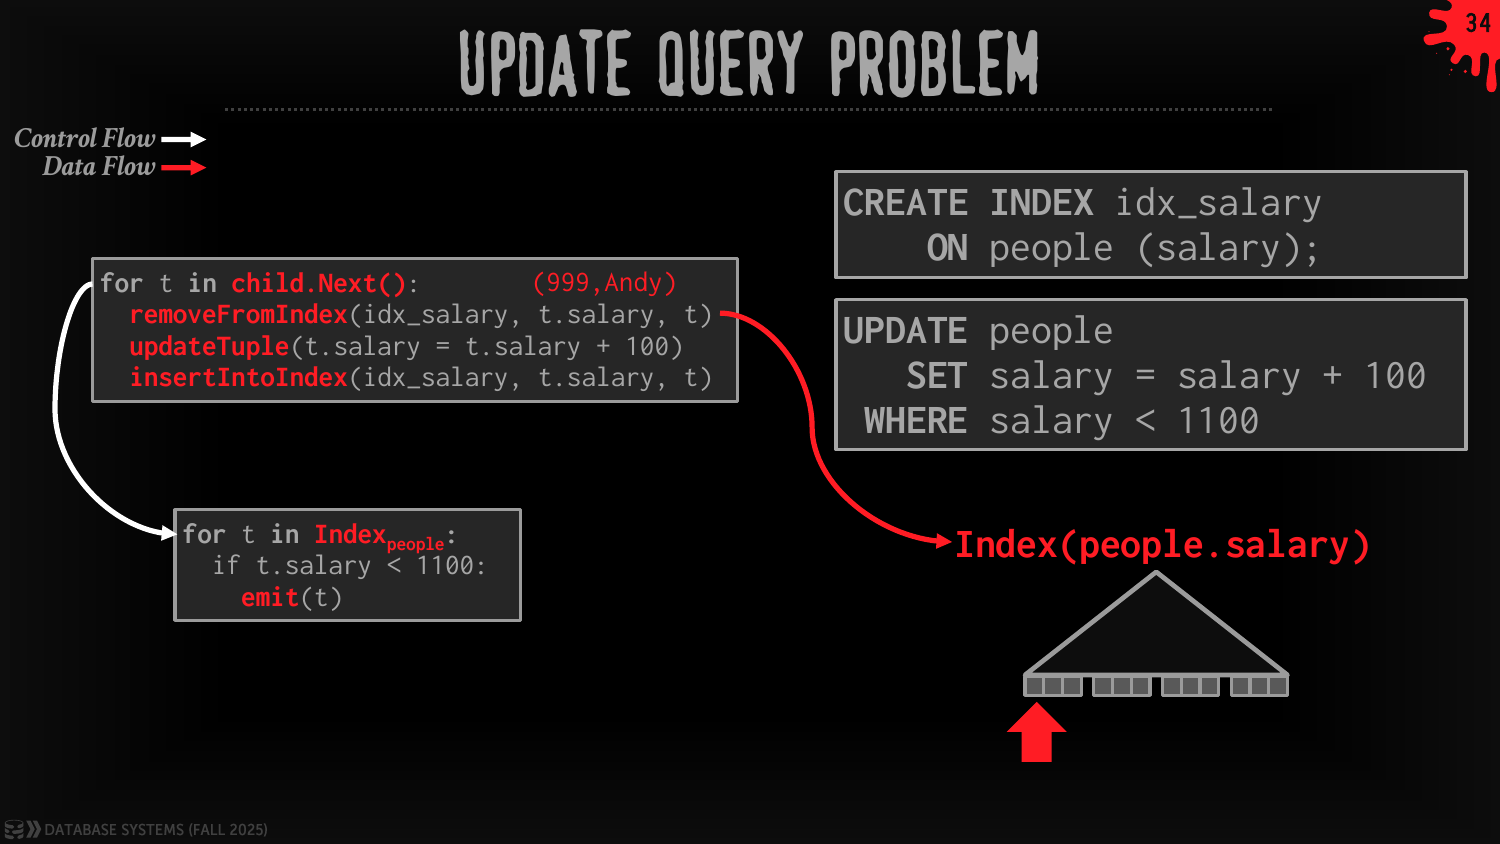 34
UPDATE QUERY PROBLEM
Control Flow
Data Flow
CREATE INDEX idx_salary
ON people (salary);
for t in child.Next(): (999,Andy)
removeFromIndex(idx_salary, t.salary, t)
updateTuple(t.salary = t.salary + 100)
insertIntoIndex(idx_salary, t.salary, t)
UPDATE people
SET salary = salary + 100
WHERE salary < 1100
for t in Indexpeople:
if t.salary < 1100:
emit(t)
Index(people.salary)
DATABASE SYSTEMS (FALL 2025)